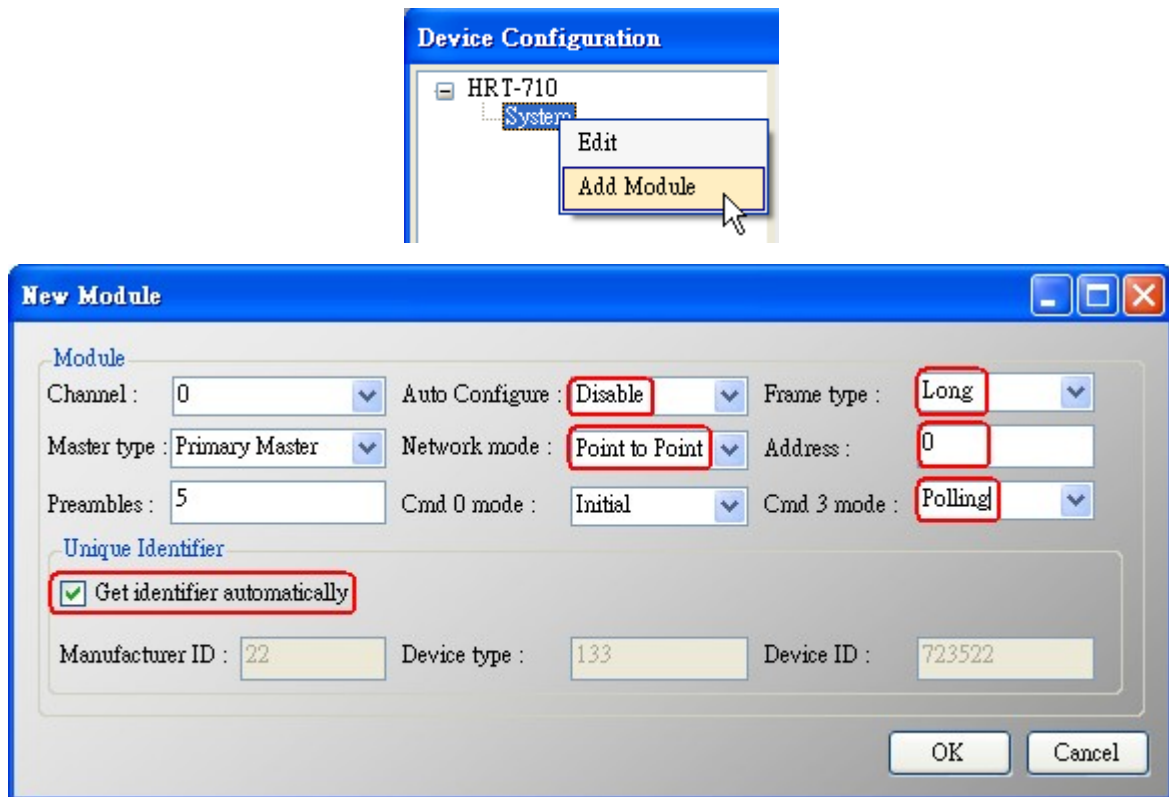 Device Configuration
HRT-710
System
Edit
Add Module
New Module
Module
Channel : 0 Auto Configure : Disable Frame type : Long
Master type : Primary Master Network mode : Point to Point Address : 0
Preambles : 5 Cmd 0 mode : Initial Cmd 3 mode : Polling
Unique Identifier
Get identifier automatically
Manufacturer ID : 22 Device type : 133 Device ID : 723522
OK Cancel